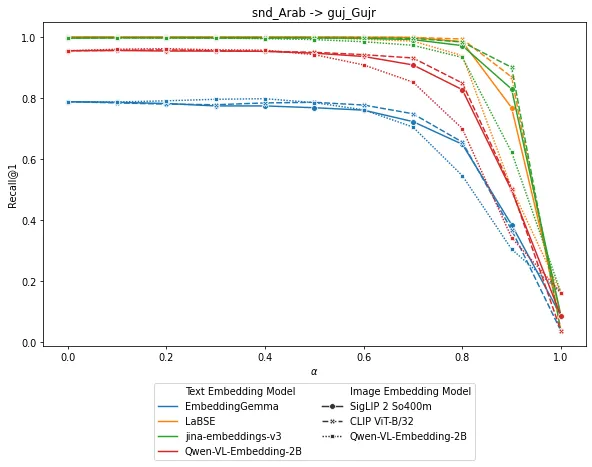 snd_Arab -> guj_Gujr
1.0
0.8
0.6
0.4
0.2
0.0
Recall@1
0.0 0.2 0.4 0.6 0.8 1.0
α
Text Embedding Model
EmbeddingGemma
LaBSE
jina-embeddings-v3
Qwen-VL-Embedding-2B
Image Embedding Model
SigLIP 2 So400m
CLIP ViT-B/32
Qwen-VL-Embedding-2B